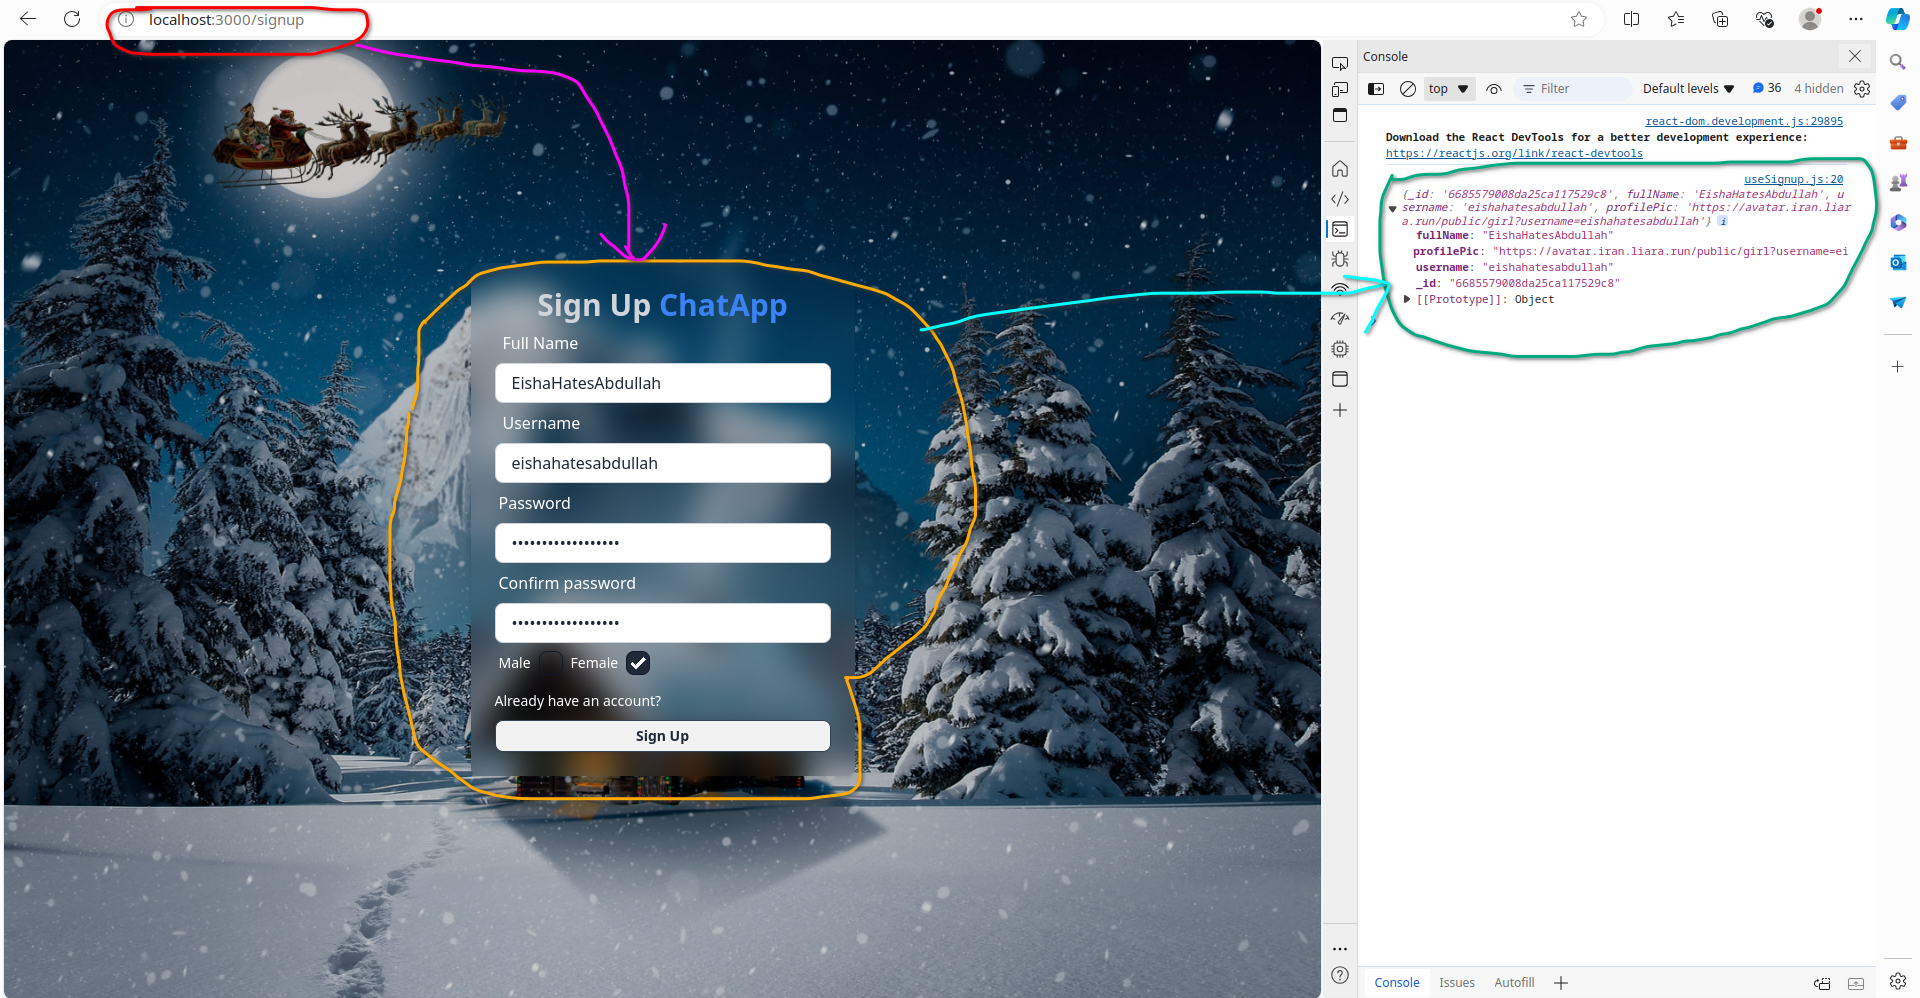 localhost:3000/signup
Sign Up ChatApp
Full Name
EishaHatesAbdullah
Username
eishahatesabdullah
Password
••••••••••••••••••
Confirm password
••••••••••••••••••
Male Female
Already have an account?
Sign Up
Console
top Filter Default levels 36 4 hidden
react-dom.development.js:29895
Download the React DevTools for a better development experience:
https://reactjs.org/link/react-devtools
useSignup.js:20
{_id: '6685579008da25ca117529c8', fullName: 'EishaHatesAbdullah', u
sername: 'eishahatesabdullah', profilePic: 'https://avatar.iran.liar
a.run/public/girl?username=eishahatesabdullah'} i
fullName: "EishaHatesAbdullah"
profilePic: "https://avatar.iran.liara.run/public/girl?username=ei
username: "eishahatesabdullah"
_id: "6685579008da25ca117529c8"
[[Prototype]]: Object
Console Issues Autofill